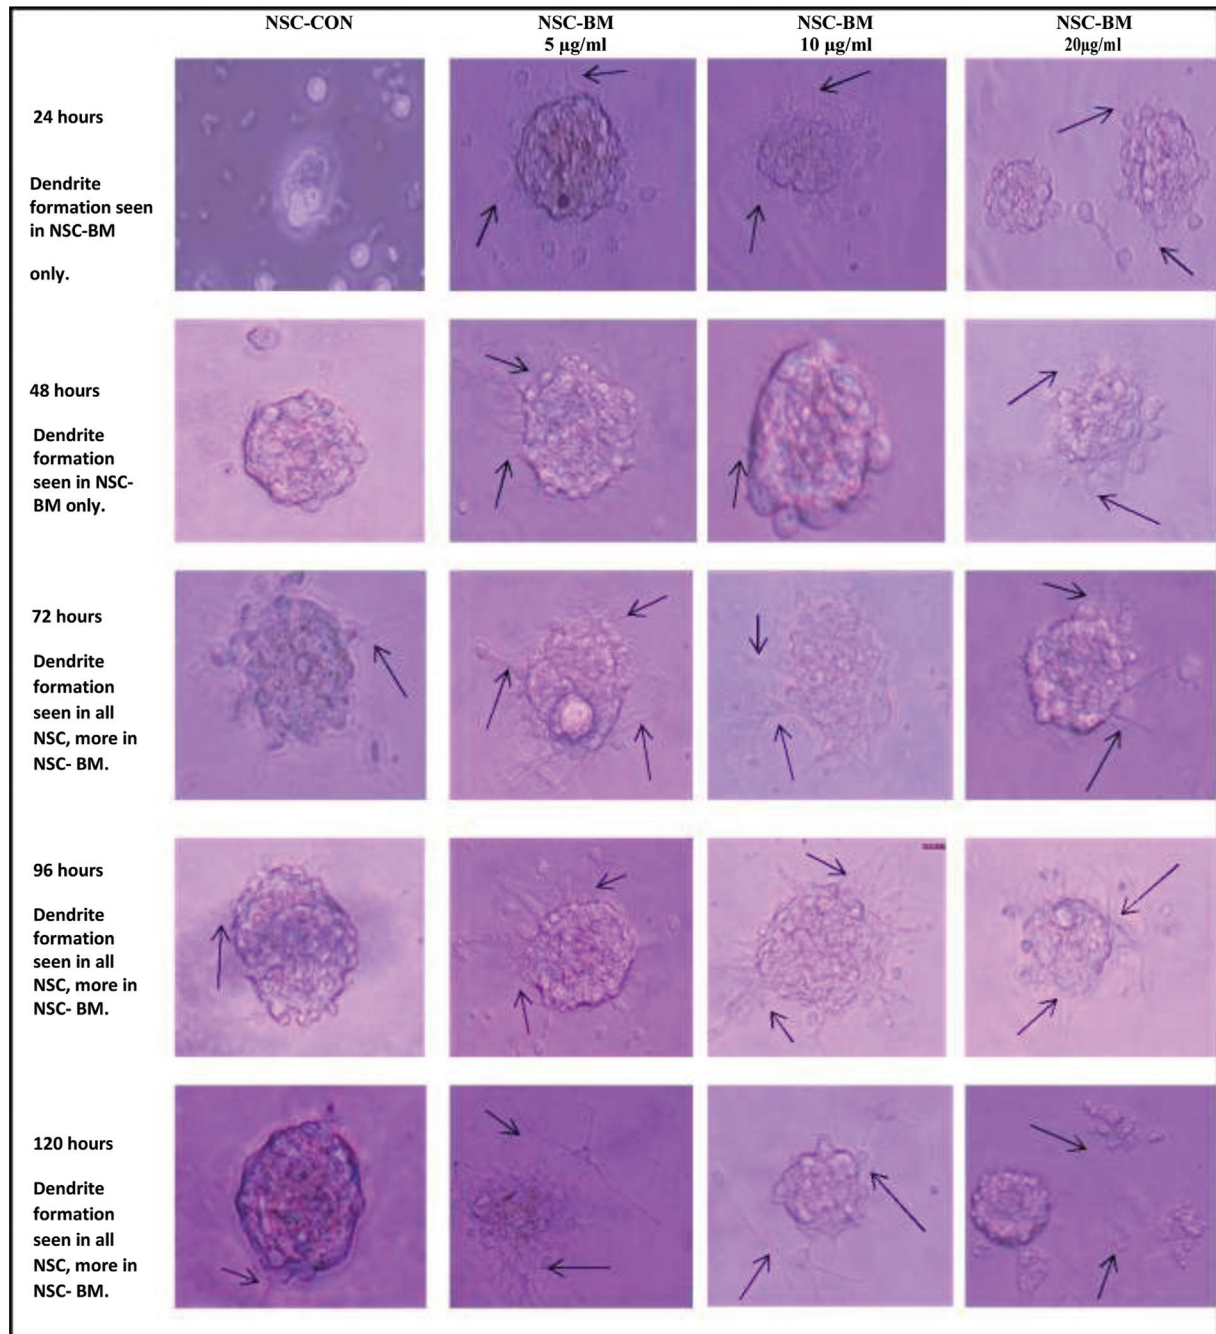 NSC-CON
NSC-BM
5 µg/ml
NSC-BM
10 µg/ml
NSC-BM
20µg/ml
24 hours
Dendrite
formation seen
in NSC-BM
only.
48 hours
Dendrite
formation
seen in NSC-
BM only.
72 hours
Dendrite
formation
seen in all
NSC, more in
NSC- BM.
96 hours
Dendrite
formation
seen in all
NSC, more in
NSC- BM.
120 hours
Dendrite
formation
seen in all
NSC, more in
NSC- BM.